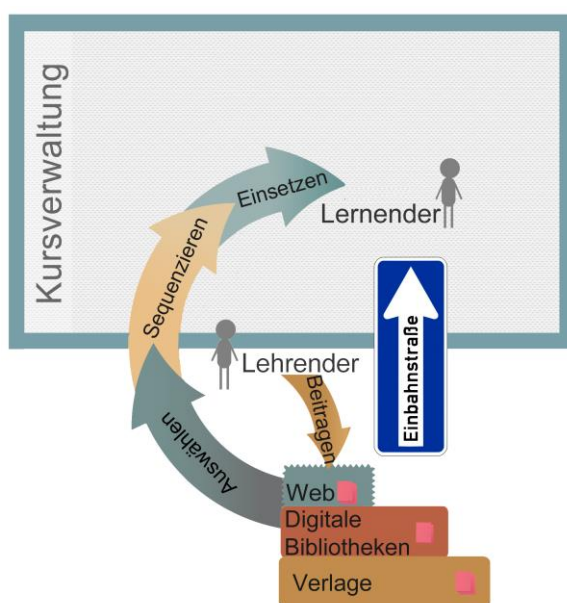 Kursverwaltung
Einsetzen
Lernender
Sequenzieren
Einbahnstraße
Lehrender
Beitragen
Auswählen
Web
Digitale
Bibliotheken
Verlage